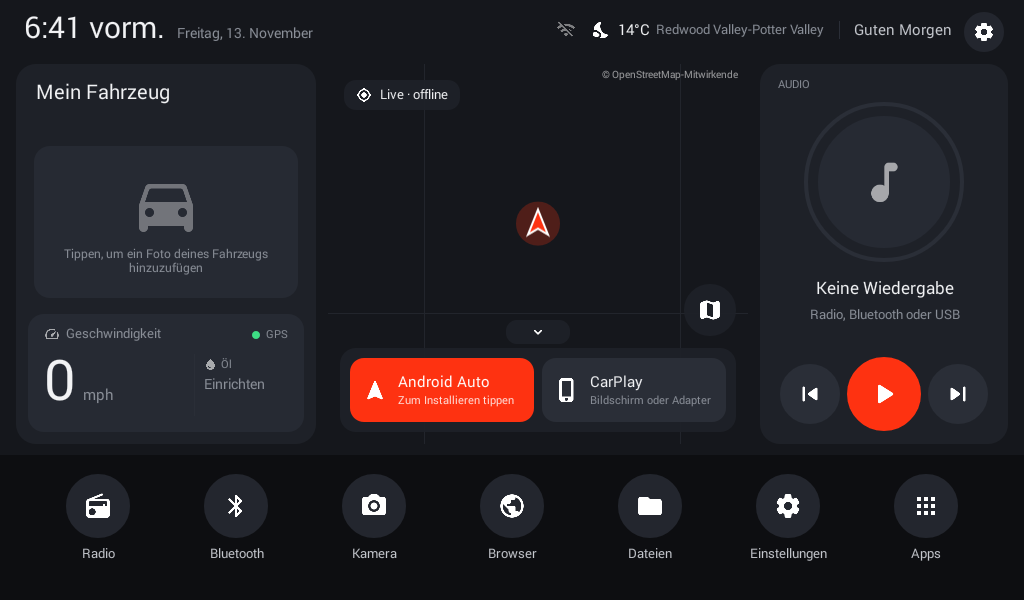 6:41 vorm. Freitag, 13. November
14°C Redwood Valley-Potter Valley Guten Morgen
Mein Fahrzeug
Tippen, um ein Foto deines Fahrzeugs
hinzuzufügen
Geschwindigkeit GPS
0 mph
Öl
Einrichten
© OpenStreetMap-Mitwirkende
Live · offline
Android Auto
Zum Installieren tippen
CarPlay
Bildschirm oder Adapter
AUDIO
Keine Wiedergabe
Radio, Bluetooth oder USB
Radio Bluetooth Kamera Browser Dateien Einstellungen Apps